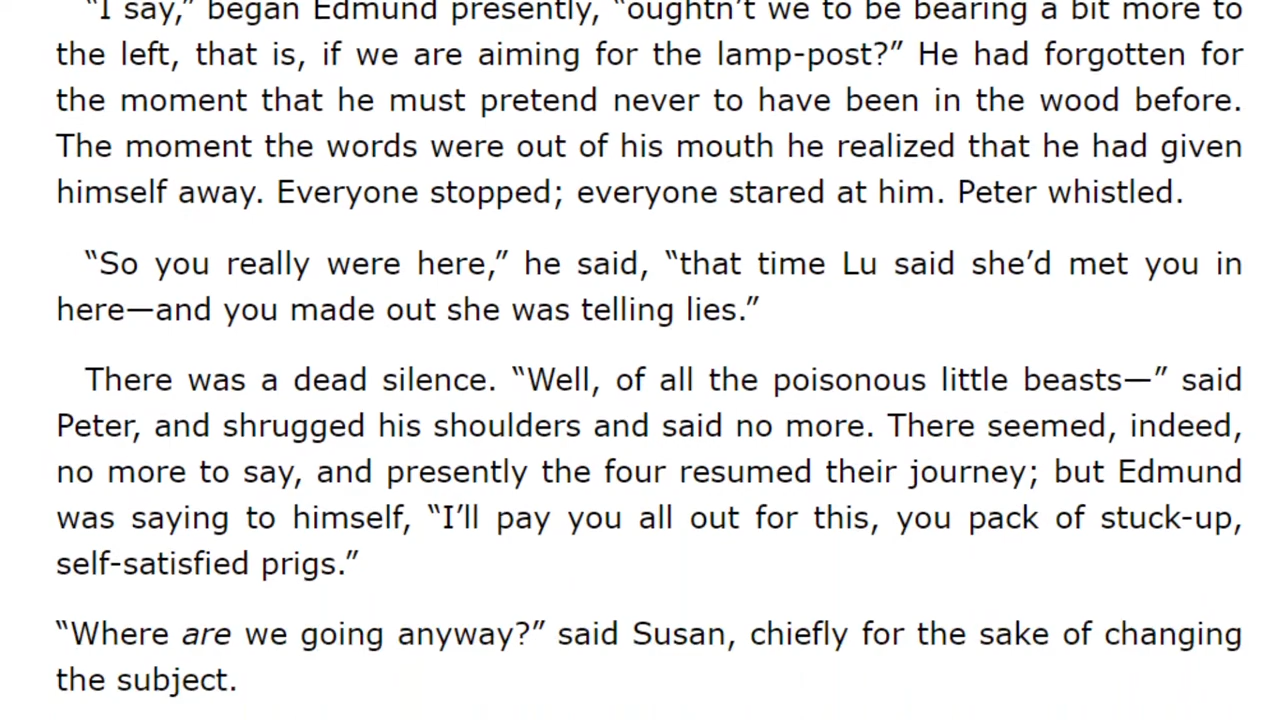 “I say,” began Edmund presently, “oughtn’t we to be bearing a bit more to
the left, that is, if we are aiming for the lamp-post?” He had forgotten for
the moment that he must pretend never to have been in the wood before.
The moment the words were out of his mouth he realized that he had given
himself away. Everyone stopped; everyone stared at him. Peter whistled.
“So you really were here,” he said, “that time Lu said she’d met you in
here—and you made out she was telling lies.”
There was a dead silence. “Well, of all the poisonous little beasts—” said
Peter, and shrugged his shoulders and said no more. There seemed, indeed,
no more to say, and presently the four resumed their journey; but Edmund
was saying to himself, “I’ll pay you all out for this, you pack of stuck-up,
self-satisfied prigs.”
“Where are we going anyway?” said Susan, chiefly for the sake of changing
the subject.